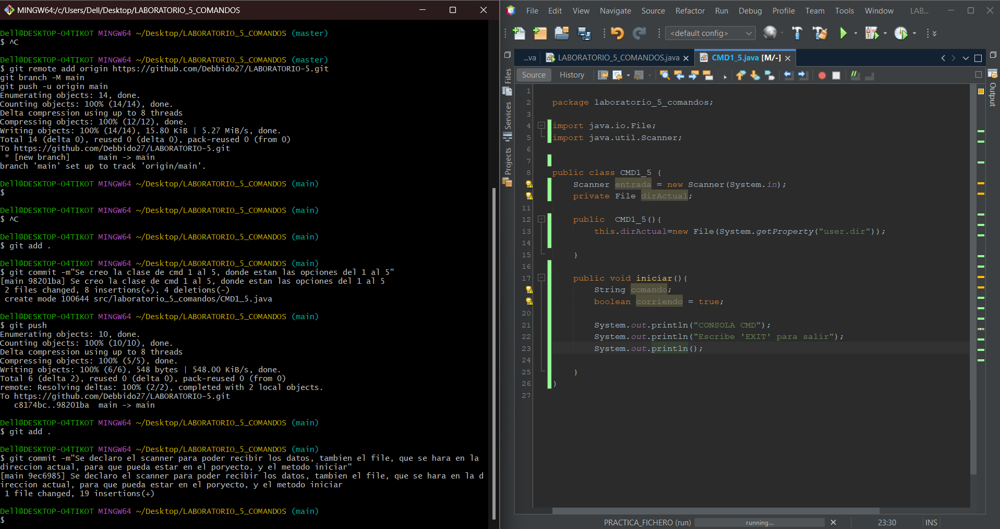 MINGW64:/c/Users/Dell/Desktop/LABORATORIO_5_COMANDOS
Dell@DESKTOP-O4TIKOT MINGW64 ~/Desktop/LABORATORIO_5_COMANDOS (master)
$ ^C
Dell@DESKTOP-O4TIKOT MINGW64 ~/Desktop/LABORATORIO_5_COMANDOS (master)
$ git remote add origin https://github.com/Debbido27/LABORATORIO-5.git
git branch -M main
git push -u origin main
Enumerating objects: 14, done.
Counting objects: 100% (14/14), done.
Delta compression using up to 8 threads
Compressing objects: 100% (12/12), done.
Writing objects: 100% (14/14), 15.80 KiB | 5.27 MiB/s, done.
Total 14 (delta 0), reused 0 (delta 0), pack-reused 0 (from 0)
To https://github.com/Debbido27/LABORATORIO-5.git
 * [new branch]      main -> main
branch 'main' set up to track 'origin/main'.
Dell@DESKTOP-O4TIKOT MINGW64 ~/Desktop/LABORATORIO_5_COMANDOS (main)
$
Dell@DESKTOP-O4TIKOT MINGW64 ~/Desktop/LABORATORIO_5_COMANDOS (main)
$ ^C
Dell@DESKTOP-O4TIKOT MINGW64 ~/Desktop/LABORATORIO_5_COMANDOS (main)
$ git add .
Dell@DESKTOP-O4TIKOT MINGW64 ~/Desktop/LABORATORIO_5_COMANDOS (main)
$ git commit -m"Se creo la clase de cmd 1 al 5, donde estan las opciones del 1 al 5"
[main 98201ba] Se creo la clase de cmd 1 al 5, donde estan las opciones del 1 al 5
 2 files changed, 8 insertions(+), 4 deletions(-)
 create mode 100644 src/laboratorio_5_comandos/CMD1_5.java
Dell@DESKTOP-O4TIKOT MINGW64 ~/Desktop/LABORATORIO_5_COMANDOS (main)
$ git push
Enumerating objects: 10, done.
Counting objects: 100% (10/10), done.
Delta compression using up to 8 threads
Compressing objects: 100% (5/5), done.
Writing objects: 100% (6/6), 548 bytes | 548.00 KiB/s, done.
Total 6 (delta 2), reused 0 (delta 0), pack-reused 0 (from 0)
remote: Resolving deltas: 100% (2/2), completed with 2 local objects.
To https://github.com/Debbido27/LABORATORIO-5.git
   c8174bc..98201ba  main -> main
Dell@DESKTOP-O4TIKOT MINGW64 ~/Desktop/LABORATORIO_5_COMANDOS (main)
$ git add .
Dell@DESKTOP-O4TIKOT MINGW64 ~/Desktop/LABORATORIO_5_COMANDOS (main)
$ git commit -m"Se declaro el scanner para poder recibir los datos, tambien el file, que se hara en la
direccion actual, para que pueda estar en el poryecto, y el metodo iniciar"
[main 9ec6985] Se declaro el scanner para poder recibir los datos, tambien el file, que se hara en la d
ireccion actual, para que pueda estar en el poryecto, y el metodo iniciar
 1 file changed, 19 insertions(+)
Dell@DESKTOP-O4TIKOT MINGW64 ~/Desktop/LABORATORIO_5_COMANDOS (main)
$
File Edit View Navigate Source Refactor Run Debug Profile Team Tools Window LAB...
<default config>
...va LABORATORIO_5_COMANDOS.java CMD1_5.java [M/-]
Source History
Files
Services
Projects
Output
1
2 package laboratorio_5_comandos;
3
4 import java.io.File;
5 import java.util.Scanner;
6
7
8 public class CMD1_5 {
Scanner entrada = new Scanner(System.in);
private File dirActual;
11
12 public  CMD1_5(){
13 this.dirActual=new File(System.getProperty("user.dir"));
14
15 }
16
17 public void iniciar(){
String comando;
boolean corriendo = true;
20
21 System.out.println("CONSOLA CMD");
22 System.out.println("Escribe 'EXIT' para salir");
23 System.out.println();
24
25 }
26 }
27
PRACTICA_FICHERO (run) running... 23:30 INS